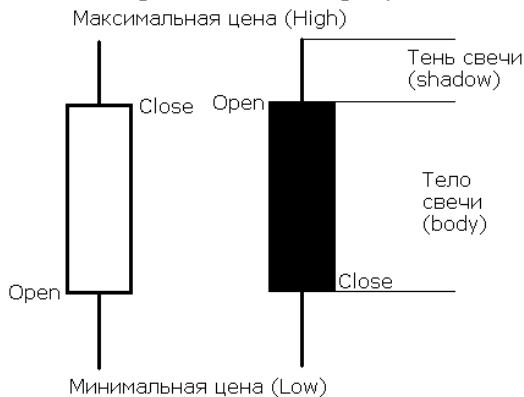 Максимальная цена (High)
Тень свечи
(shadow)
Close
Open
Тело
свечи
(body)
Open
Close
Минимальная цена (Low)